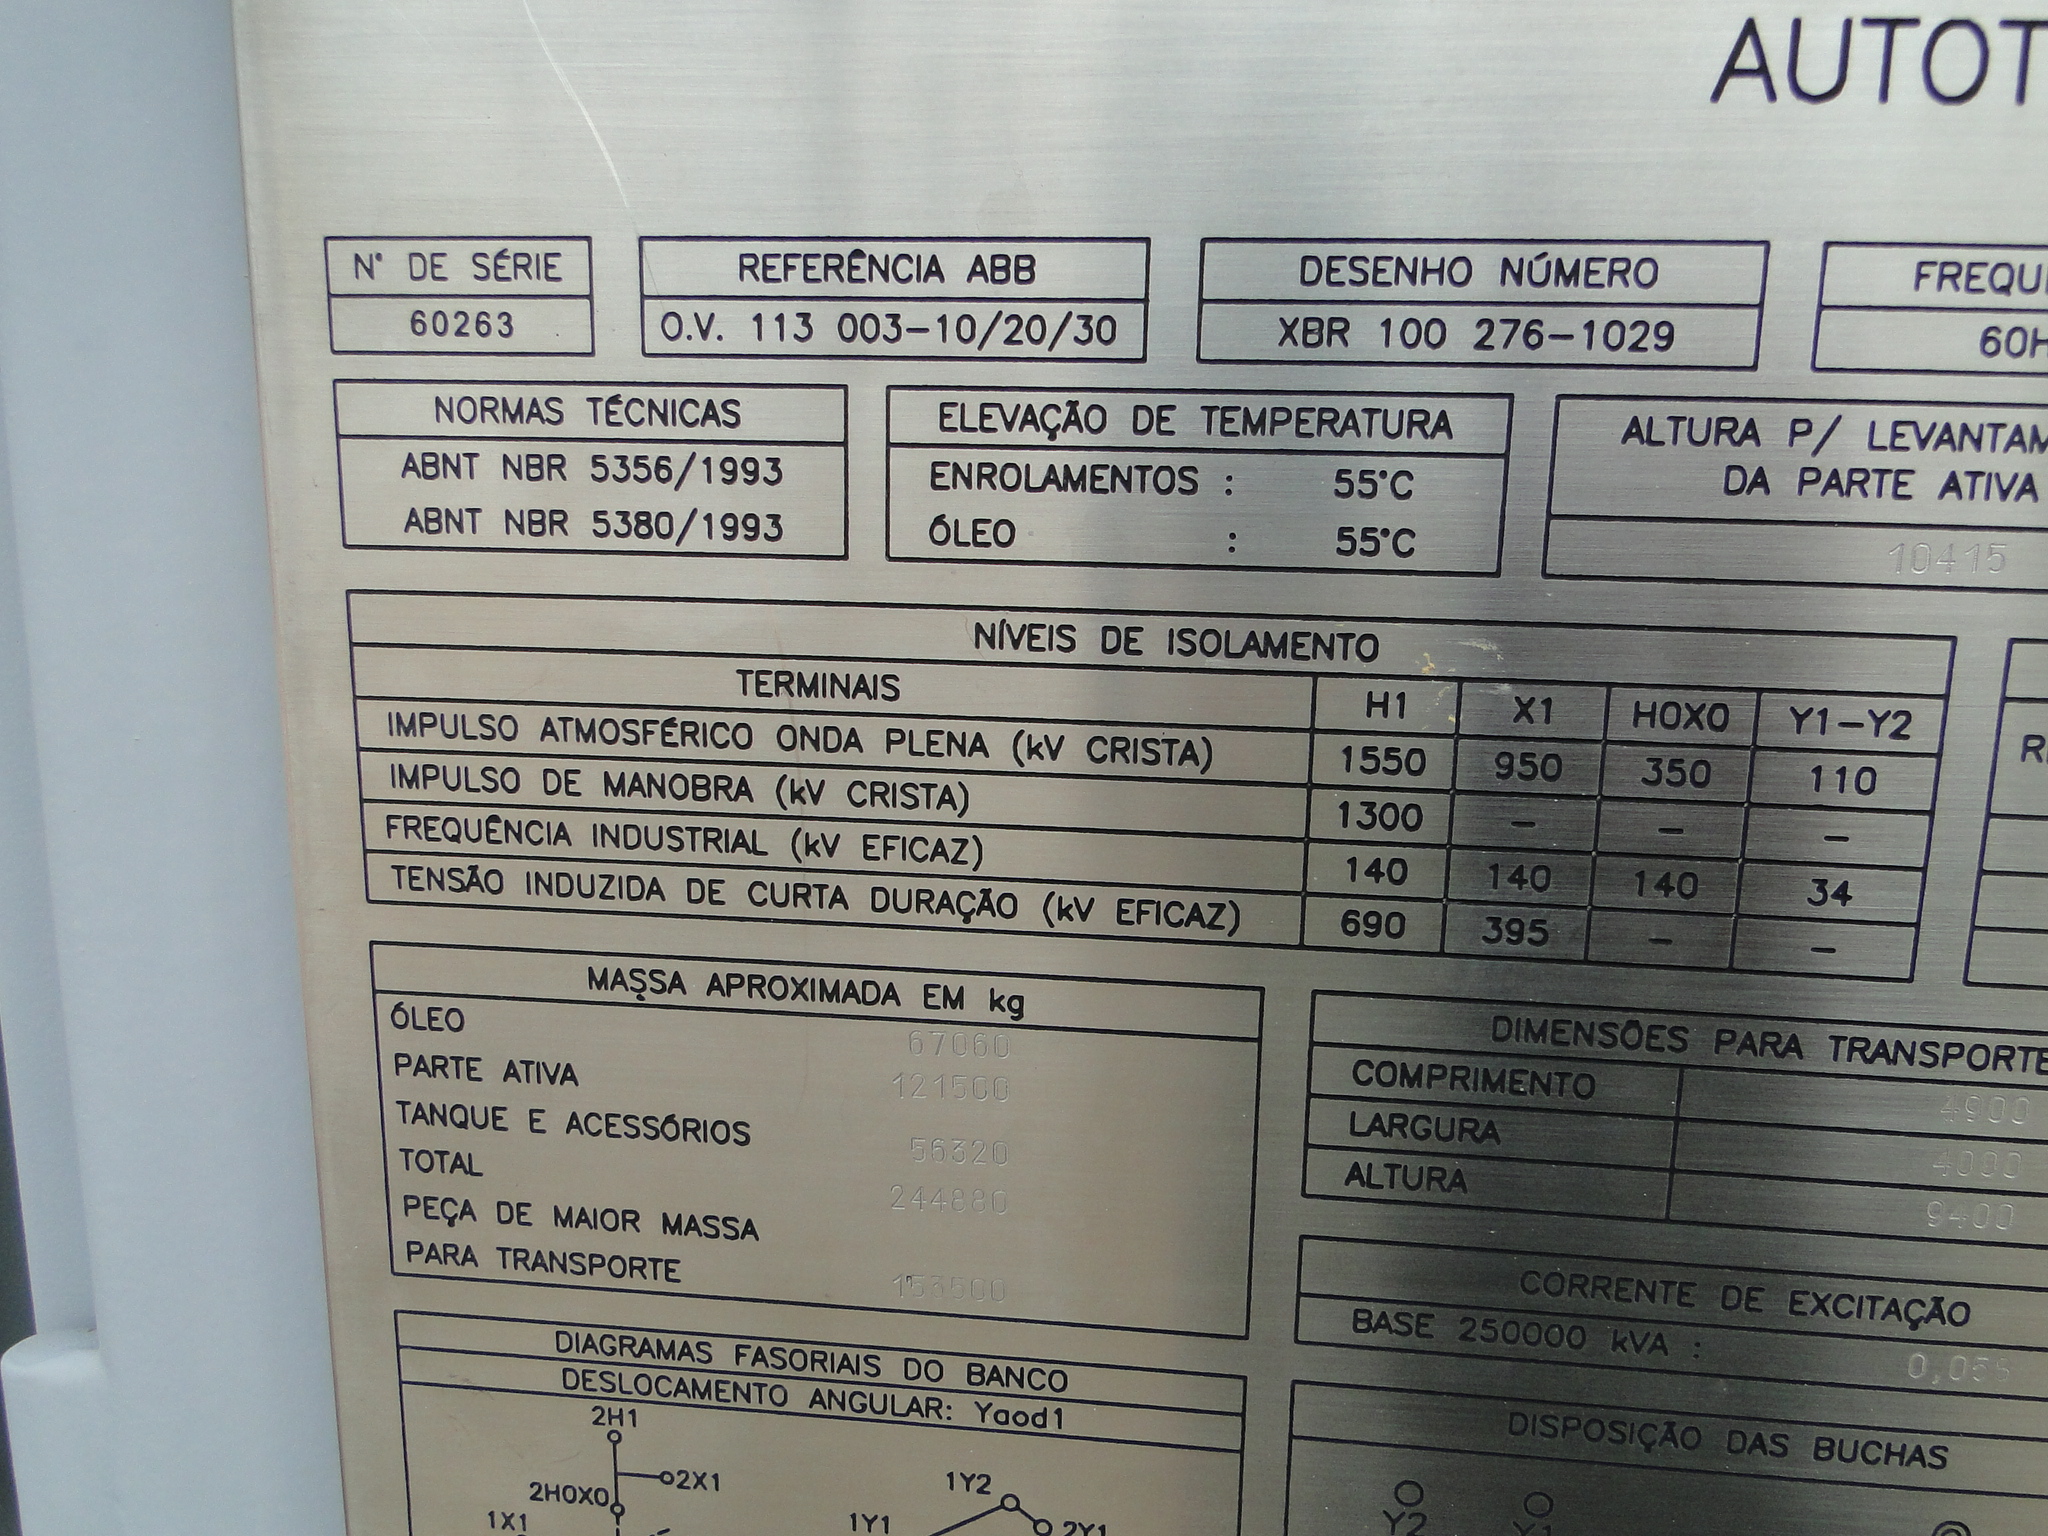 AUTOT
N° DE SÉRIE
60263
REFERÊNCIA ABB
O.V. 113 003-10/20/30
DESENHO NÚMERO
XBR 100 276-1029
FREQU
60H
NORMAS TÉCNICAS
ABNT NBR 5356/1993
ABNT NBR 5380/1993
ELEVAÇÃO DE TEMPERATURA
ENROLAMENTOS : 55°C
ÓLEO : 55°C
ALTURA P/ LEVANTAM
DA PARTE ATIVA
10415
NÍVEIS DE ISOLAMENTO
TERMINAIS H1 X1 H0X0 Y1-Y2
IMPULSO ATMOSFÉRICO ONDA PLENA (kV CRISTA) 1550 950 350 110
IMPULSO DE MANOBRA (kV CRISTA) 1300 - - -
FREQUÊNCIA INDUSTRIAL (kV EFICAZ) 140 140 140 34
TENSÃO INDUZIDA DE CURTA DURAÇÃO (kV EFICAZ) 690 395 - -
R
MASSA APROXIMADA EM kg
ÓLEO 67060
PARTE ATIVA 121500
TANQUE E ACESSÓRIOS 56320
TOTAL 244880
PEÇA DE MAIOR MASSA
PARA TRANSPORTE
DIMENSÕES PARA TRANSPORTE
COMPRIMENTO 4900
LARGURA 4000
ALTURA 9400
CORRENTE DE EXCITAÇÃO
BASE 250000 kVA :
DIAGRAMAS FASORIAIS DO BANCO
DESLOCAMENTO ANGULAR: Yaod1
2H1
2X1
2H0X0
1X1
1Y2
1Y1
2Y1
DISPOSIÇÃO DAS BUCHAS
Y2 Y1